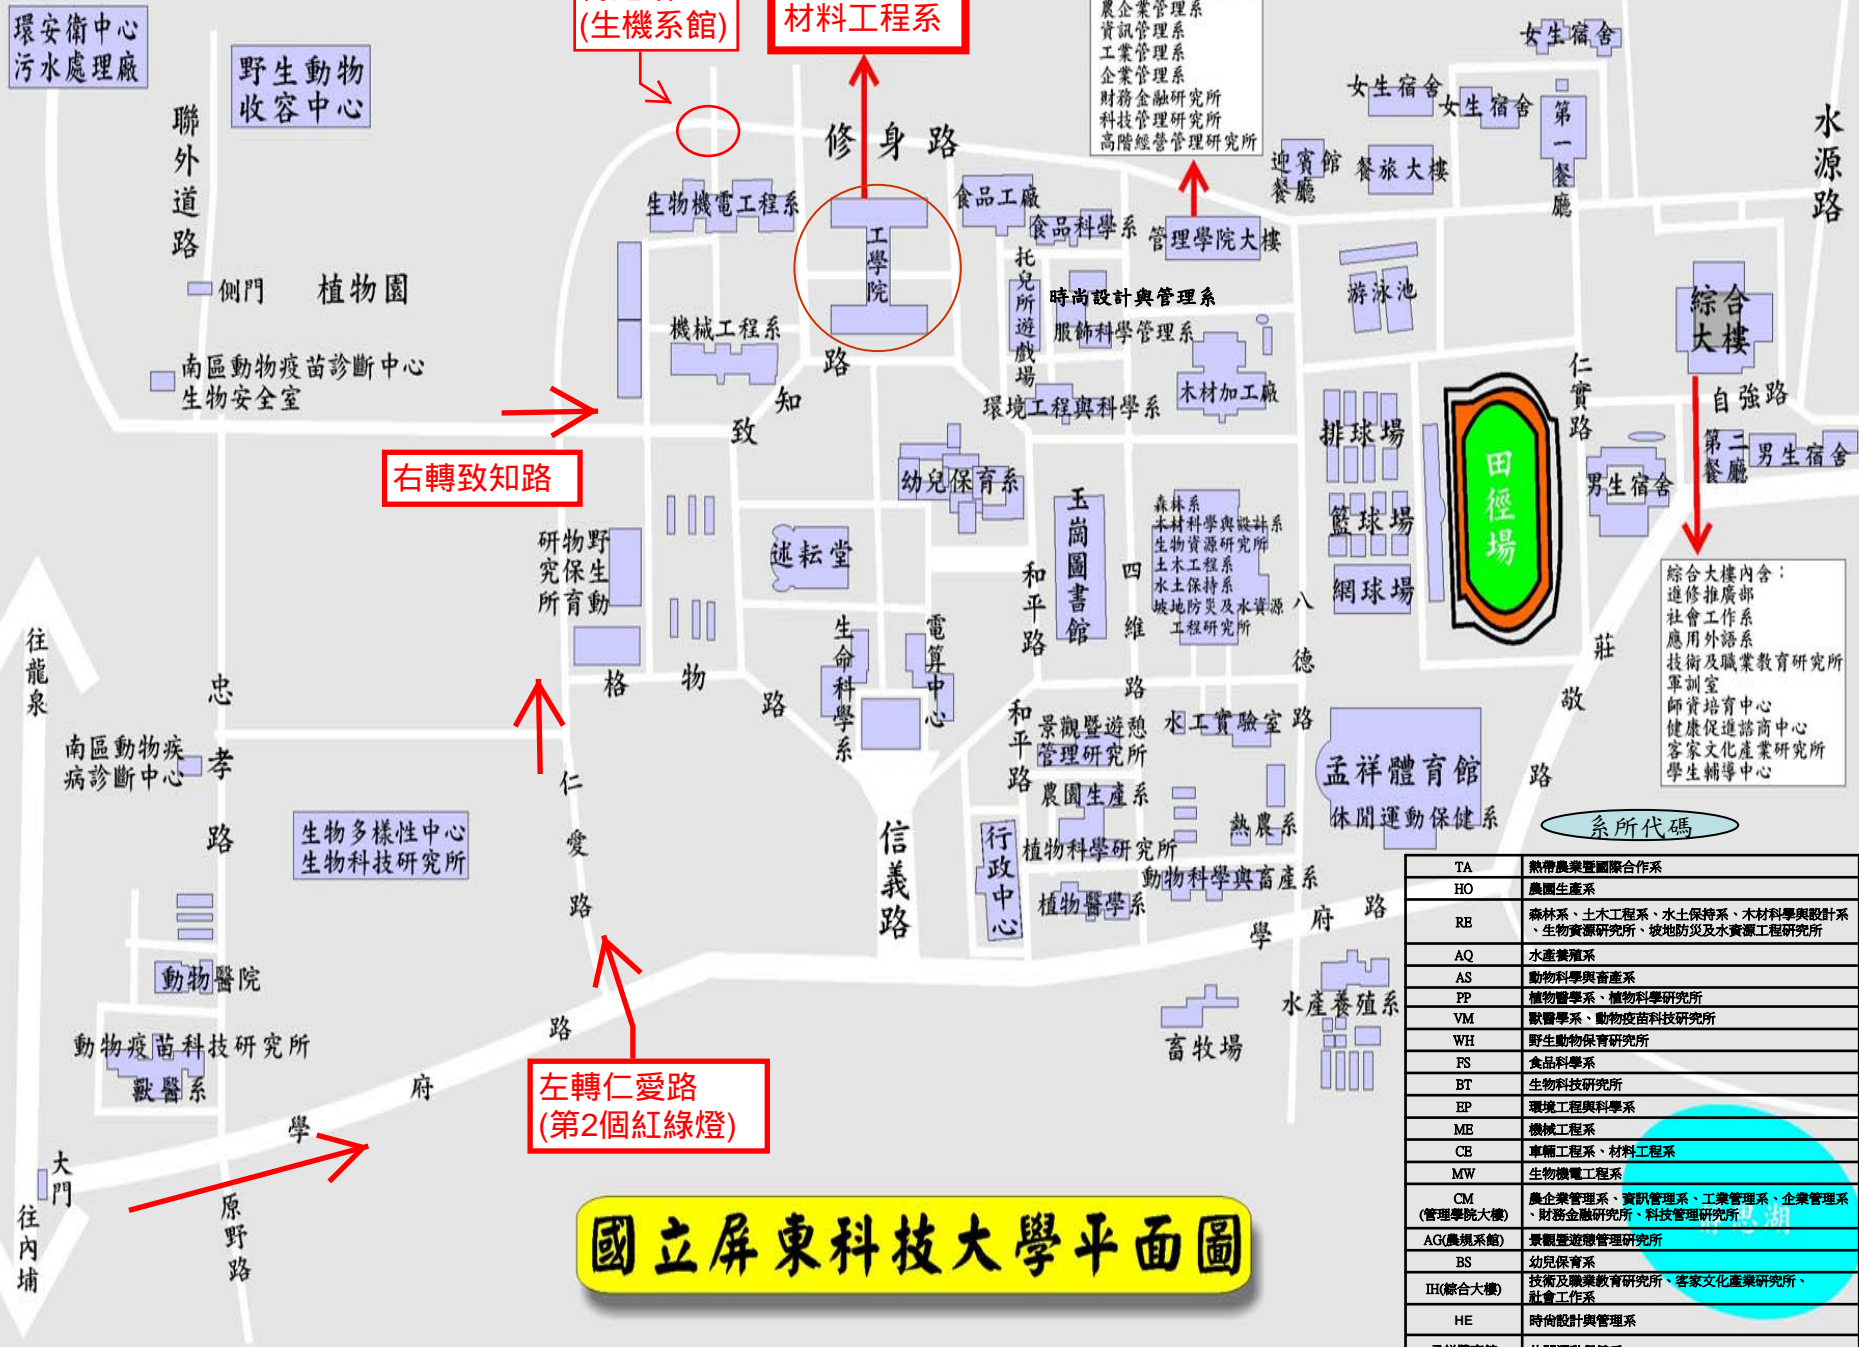 環安衛中心
污水處理廠
野生動物
收容中心
(生機系館)
材料工程系
農企業管理系
資訊管理系
工業管理系
企業管理系
財務金融研究所
科技管理研究所
高階經營管理研究所
女生宿舍
女生宿舍
女生宿舍
第一餐廳
水源路
聯外道路
修身路
迎賓館
餐廳
餐旅大樓
生物機電工程系
食品工廠
食品科學系
管理學院大樓
工學院
托兒所遊戲場
側門
植物園
時尚設計與管理系
服飾科學管理系
游泳池
綜合
大樓
機械工程系
南區動物疫苗診斷中心
生物安全室
致知路
環境工程與科學系
木材加工廠
仁實路
自強路
排球場
田徑場
第二
餐廳
男生宿舍
男生宿舍
右轉致知路
幼兒保育系
玉崗圖書館
森林系
木材科學與設計系
生物資源研究所
土木工程系
水土保持系
坡地防災及水資源
工程研究所
籃球場
網球場
述耘堂
野生動
物保育
研究所
和平路
四維路
八德路
綜合大樓內含：
進修推廣部
社會工作系
應用外語系
技術及職業教育研究所
軍訓室
師資培育中心
健康促進諮商中心
客家文化產業研究所
學生輔導中心
往龍泉
忠孝路
格物路
生命科學系
電算中心
莊敬路
和平路
景觀暨遊憩
管理研究所
水工實驗室
南區動物疾
病診斷中心
仁愛路
孟祥體育館
休閒運動保健系
農園生產系
熱農系
生物多樣性中心
生物科技研究所
信義路
行政中心
植物科學研究所
動物科學與畜產系
植物醫學系
學府路
動物醫院
水產養殖系
畜牧場
動物疫苗科技研究所
獸醫系
左轉仁愛路
(第2個紅綠燈)
學府路
大門
往內埔
原野路
國立屏東科技大學平面圖
系所代碼
TA 熱帶農業暨國際合作系
HO 農園生產系
RE 森林系、土木工程系、水土保持系、木材科學與設計系
、生物資源研究所、坡地防災及水資源工程研究所
AQ 水產養殖系
AS 動物科學與畜產系
PP 植物醫學系、植物科學研究所
VM 獸醫學系、動物疫苗科技研究所
WH 野生動物保育研究所
FS 食品科學系
BT 生物科技研究所
EP 環境工程與科學系
ME 機械工程系
CE 車輛工程系、材料工程系
MW 生物機電工程系
CM 農企業管理系、資訊管理系、工業管理系、企業管理系
(管理學院大樓) 、財務金融研究所、科技管理研究所
AG(農規系館) 景觀暨遊憩管理研究所
BS 幼兒保育系
IH(綜合大樓) 技術及職業教育研究所、客家文化產業研究所、
社會工作系
HE 時尚設計與管理系